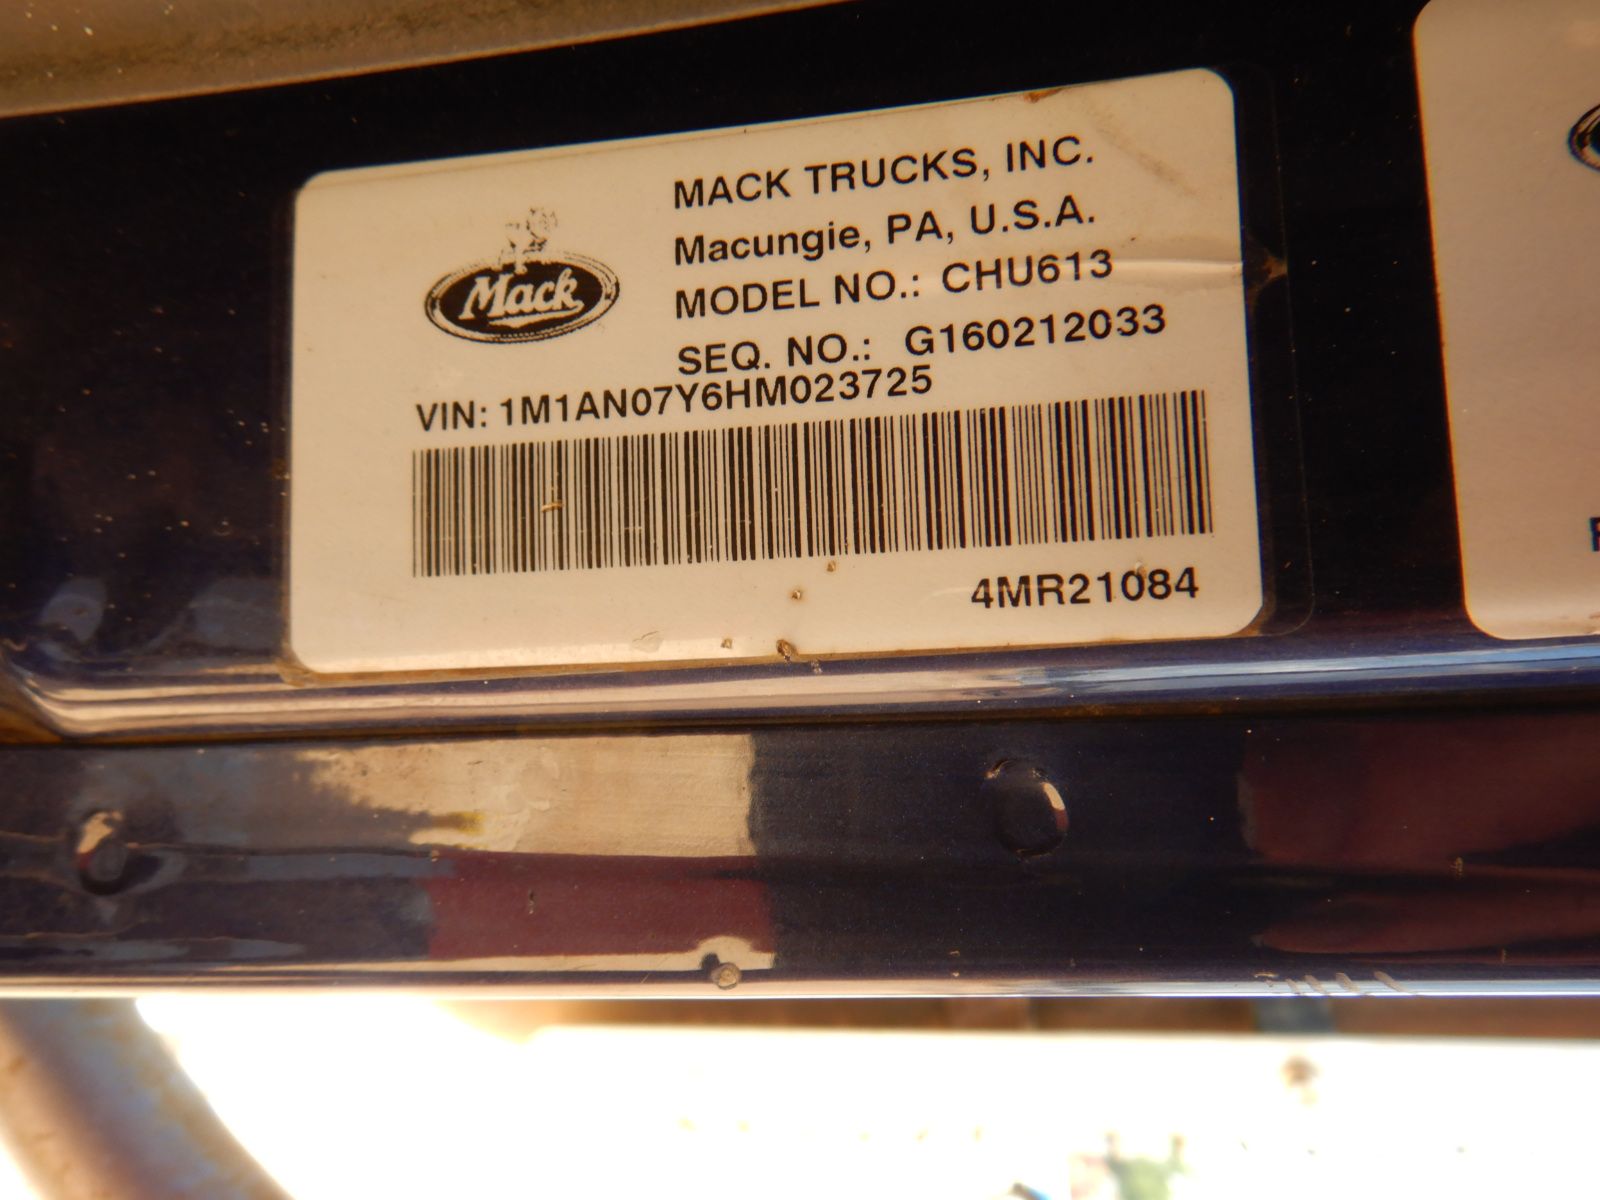 Mack
MACK TRUCKS, INC.
Macungie, PA, U.S.A.
MODEL NO.: CHU613
SEQ. NO.: G160212033
VIN: 1M1AN07Y6HM023725
4MR21084